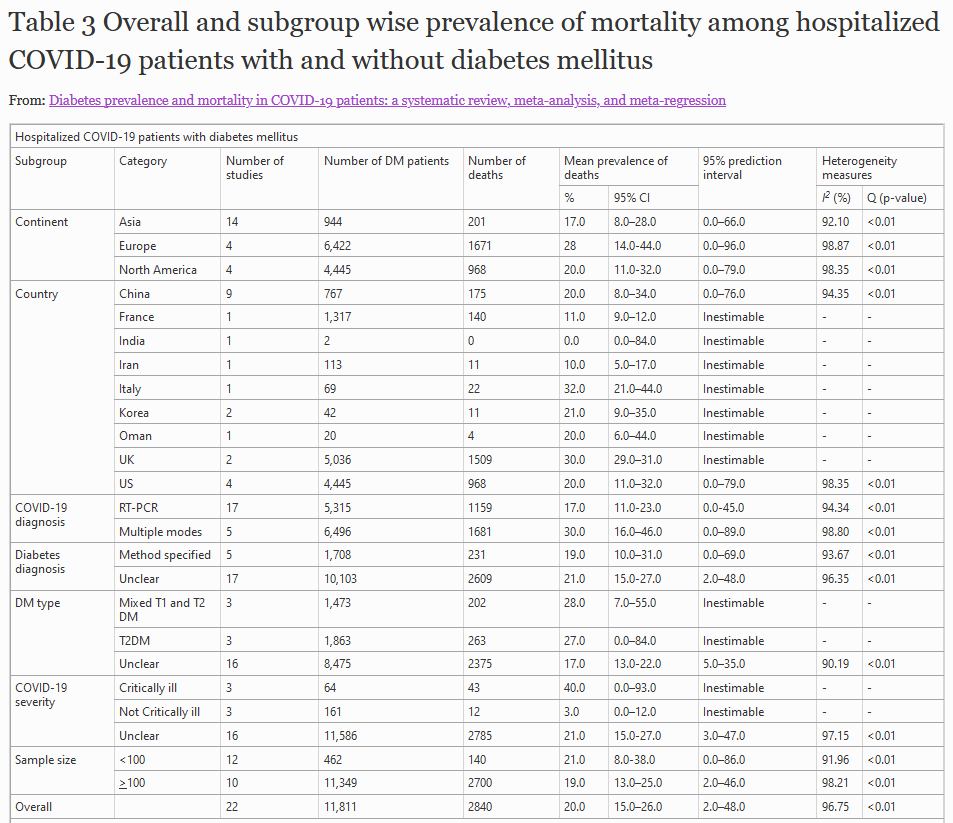 Table 3 Overall and subgroup wise prevalence of mortality among hospitalized
COVID-19 patients with and without diabetes mellitus
From: Diabetes prevalence and mortality in COVID-19 patients: a systematic review, meta-analysis, and meta-regression
Hospitalized COVID-19 patients with diabetes mellitus
Subgroup Category Number of studies Number of DM patients Number of deaths Mean prevalence of deaths 95% prediction interval Heterogeneity measures
% 95% CI I2 (%) Q (p-value)
Continent Asia 14 944 201 17.0 8.0–28.0 0.0–66.0 92.10 <0.01
Europe 4 6,422 1671 28 14.0-44.0 0.0–96.0 98.87 <0.01
North America 4 4,445 968 20.0 11.0-32.0 0.0–79.0 98.35 <0.01
Country China 9 767 175 20.0 8.0–34.0 0.0–76.0 94.35 <0.01
France 1 1,317 140 11.0 9.0–12.0 Inestimable - -
India 1 2 0 0.0 0.0–84.0 Inestimable - -
Iran 1 113 11 10.0 5.0–17.0 Inestimable - -
Italy 1 69 22 32.0 21.0–44.0 Inestimable - -
Korea 2 42 11 21.0 9.0–35.0 Inestimable - -
Oman 1 20 4 20.0 6.0–44.0 Inestimable - -
UK 2 5,036 1509 30.0 29.0–31.0 Inestimable - -
US 4 4,445 968 20.0 11.0–32.0 0.0–79.0 98.35 <0.01
COVID-19 diagnosis RT-PCR 17 5,315 1159 17.0 11.0-23.0 0.0-45.0 94.34 <0.01
Multiple modes 5 6,496 1681 30.0 16.0–46.0 0.0–89.0 98.80 <0.01
Diabetes diagnosis Method specified 5 1,708 231 19.0 10.0–31.0 0.0–69.0 93.67 <0.01
Unclear 17 10,103 2609 21.0 15.0-27.0 2.0–48.0 96.35 <0.01
DM type Mixed T1 and T2 DM 3 1,473 202 28.0 7.0–55.0 Inestimable - -
T2DM 3 1,863 263 27.0 0.0–84.0 Inestimable - -
Unclear 16 8,475 2375 17.0 13.0-22.0 5.0–35.0 90.19 <0.01
COVID-19 severity Critically ill 3 64 43 40.0 0.0–93.0 Inestimable - -
Not Critically ill 3 161 12 3.0 0.0–12.0 Inestimable - -
Unclear 16 11,586 2785 21.0 15.0-27.0 3.0–47.0 97.15 <0.01
Sample size <100 12 462 140 21.0 8.0-38.0 0.0–86.0 91.96 <0.01
>100 10 11,349 2700 19.0 13.0–25.0 2.0–46.0 98.21 <0.01
Overall 22 11,811 2840 20.0 15.0–26.0 2.0–48.0 96.75 <0.01